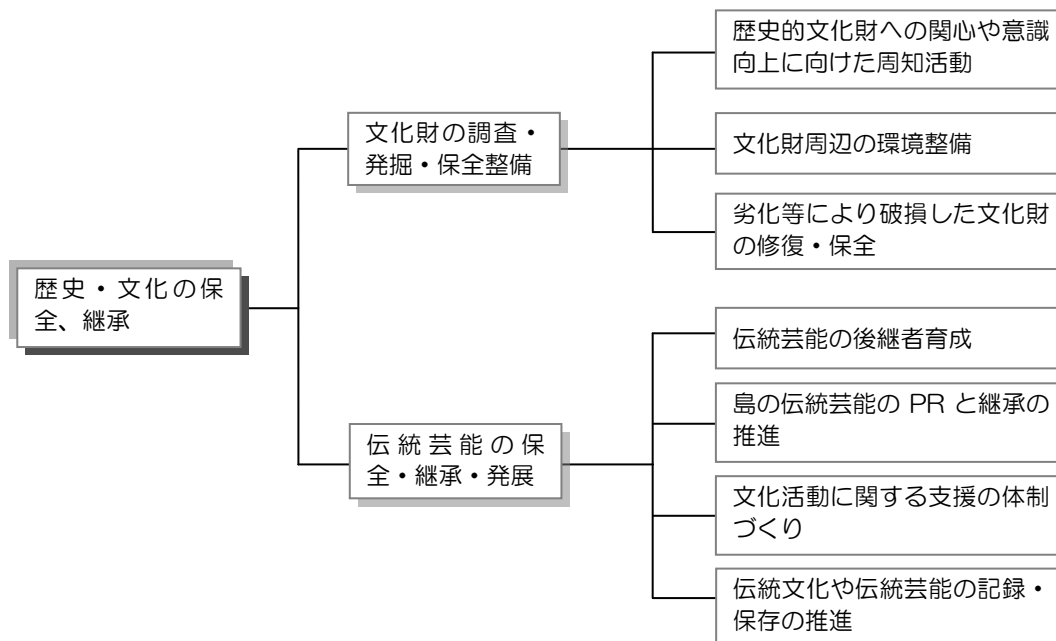 歴史・文化の保
全、継承
文化財の調査・
発掘・保全整備
歴史的文化財への関心や意識
向上に向けた周知活動
文化財周辺の環境整備
劣化等により破損した文化財
の修復・保全
伝統芸能の保
全・継承・発展
伝統芸能の後継者育成
島の伝統芸能の PR と継承の
推進
文化活動に関する支援の体制
づくり
伝統文化や伝統芸能の記録・
保存の推進